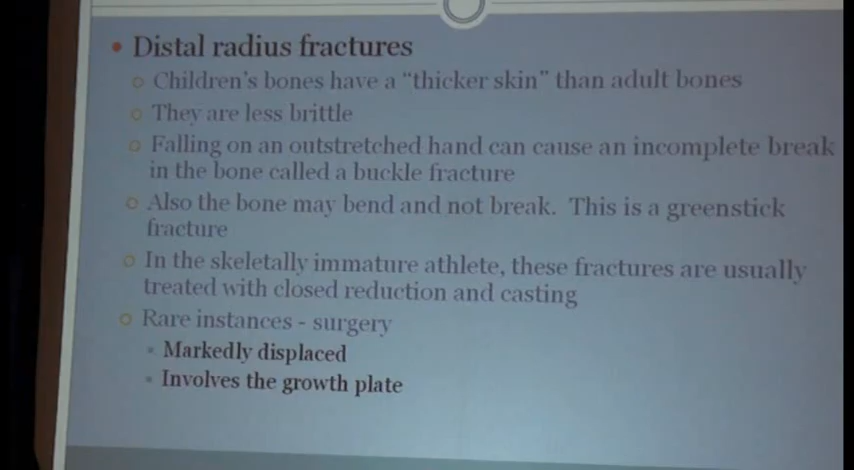 • Distal radius fractures
○ Children's bones have a "thicker skin" than adult bones
○ They are less brittle
○ Falling on an outstretched hand can cause an incomplete break
in the bone called a buckle fracture
○ Also the bone may bend and not break.  This is a greenstick
fracture
○ In the skeletally immature athlete, these fractures are usually
treated with closed reduction and casting
○ Rare instances - surgery
▪ Markedly displaced
▪ Involves the growth plate